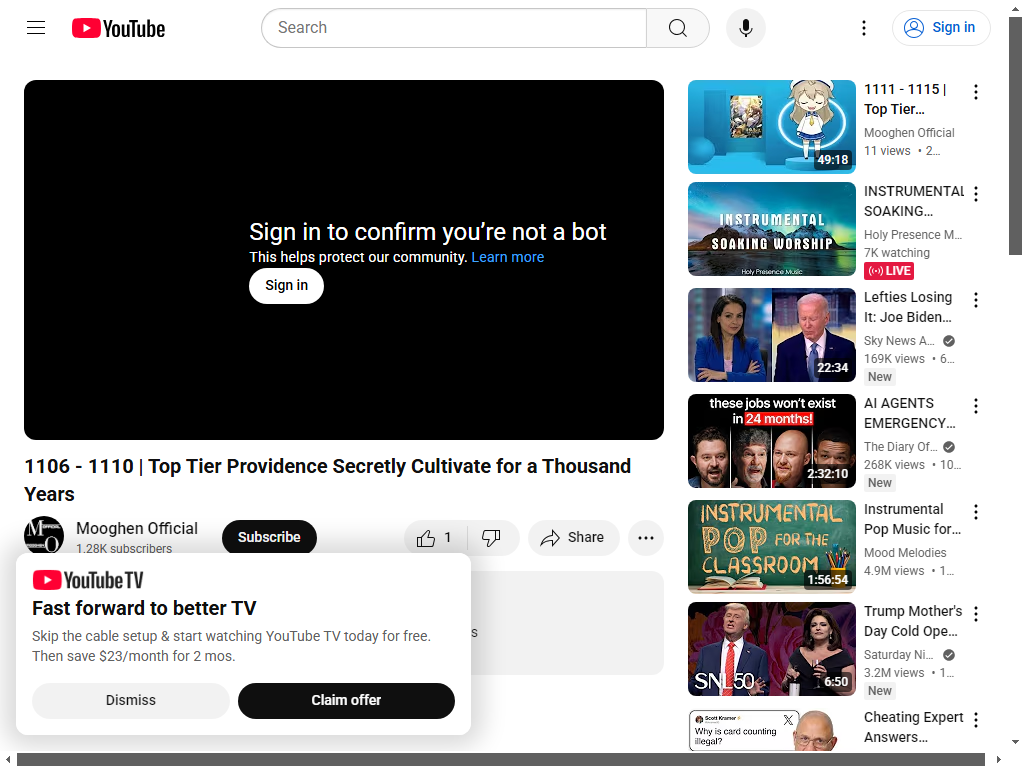 YouTube
Search
Sign in
Sign in to confirm you’re not a bot
This helps protect our community. Learn more
Sign in
1106 - 1110 | Top Tier Providence Secretly Cultivate for a Thousand
Years
Mooghen Official
1.28K subscribers
Subscribe
1
Share
s
YouTube TV
Fast forward to better TV
Skip the cable setup & start watching YouTube TV today for free.
Then save $23/month for 2 mos.
Dismiss
Claim offer
49:18
1111 - 1115 |
Top Tier…
Mooghen Official
11 views • 2…
INSTRUMENTAL
SOAKING WORSHIP
Holy Presence Music
INSTRUMENTAL
SOAKING…
Holy Presence M…
7K watching
LIVE
22:34
Lefties Losing
It: Joe Biden…
Sky News A…
169K views • 6…
New
these jobs won't exist
in 24 months!
2:32:10
AI AGENTS
EMERGENCY…
The Diary Of…
268K views • 10…
New
INSTRUMENTAL
POP FOR THE
CLASSROOM
1:56:54
Instrumental
Pop Music for…
Mood Melodies
4.9M views • 1…
SNL50
6:50
Trump Mother's
Day Cold Ope…
Saturday Ni…
3.2M views • 1…
New
Scott Kramer
X
Why is card counting
illegal?
Cheating Expert
Answers…